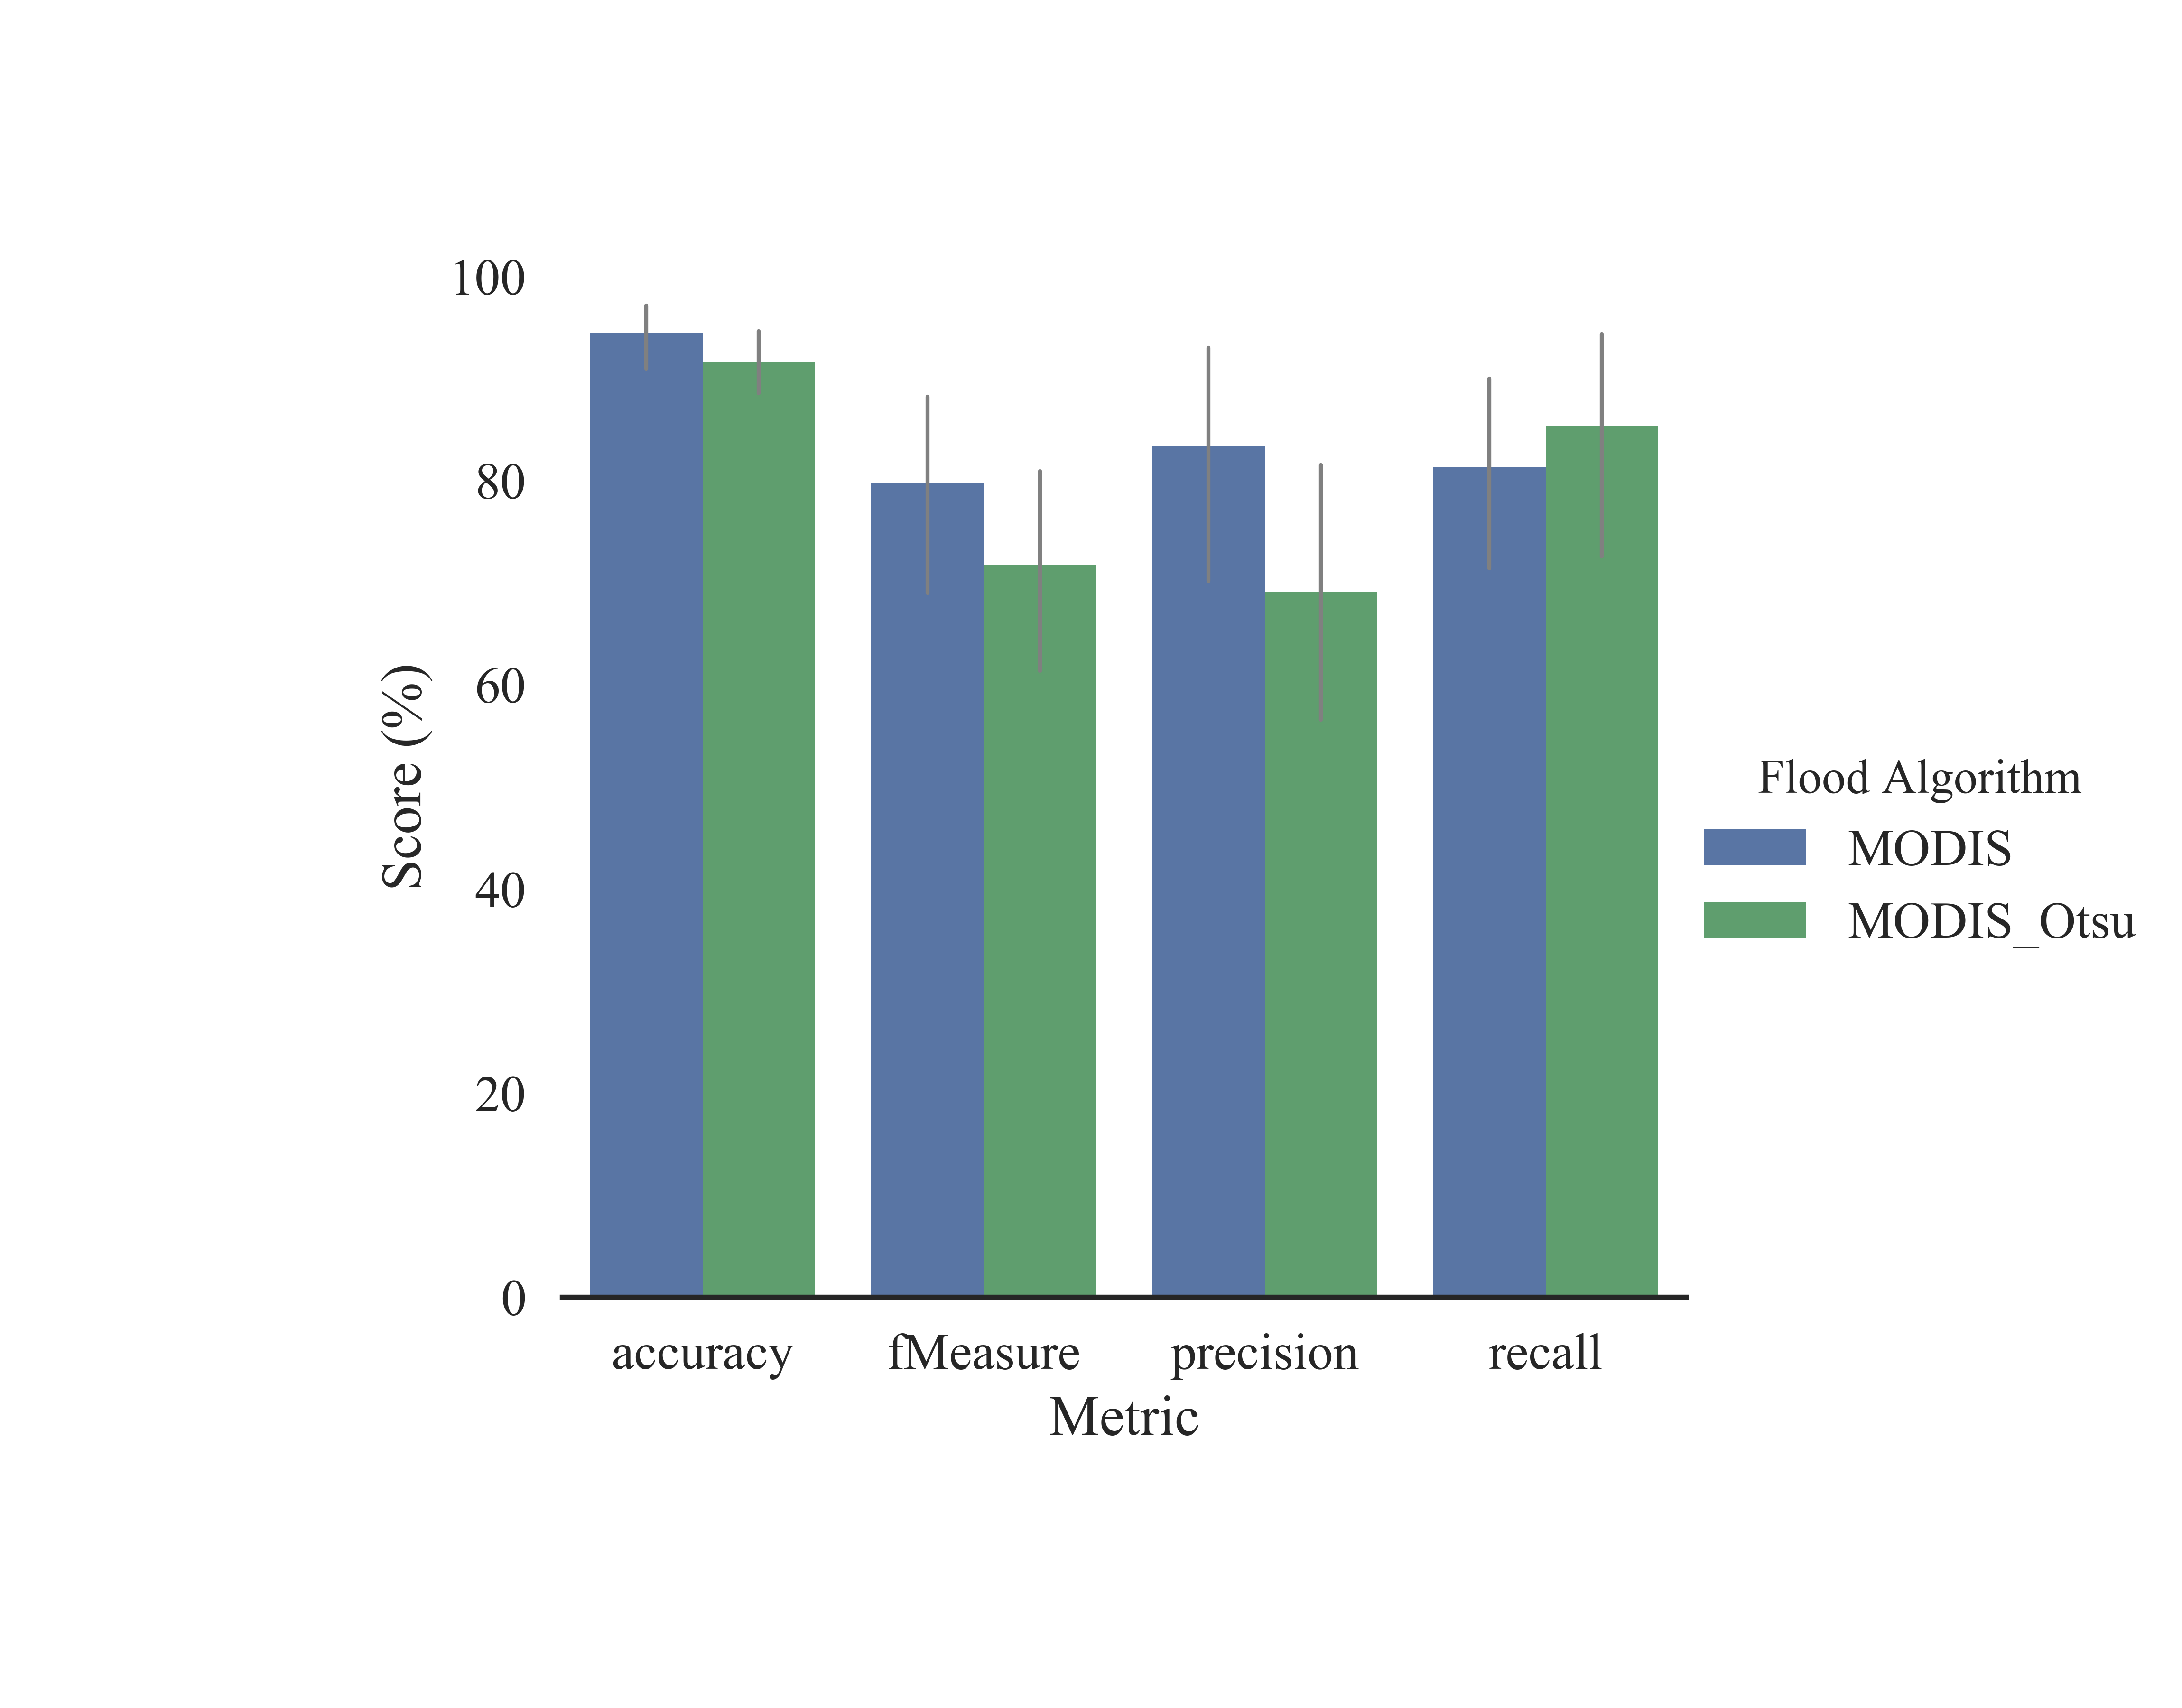 100
80
60
40
20
0
Score (%)
accuracy fMeasure precision recall
Metric
Flood Algorithm
MODIS
MODIS_Otsu